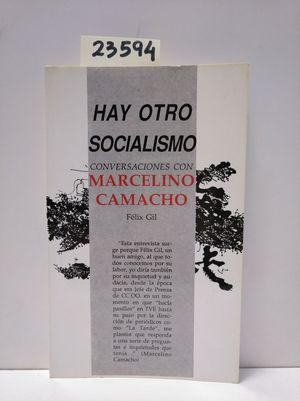 23594
HAY OTRO
SOCIALISMO
CONVERSACIONES CON
MARCELINO
CAMACHO
Félix Gil
"Esta entrevista sur-
ge porque Félix Gil, un
buen amigo, al que to-
dos conocemos por su
labor, yo diría también
por su inquietud y au-
dacia, desde la época
que era Jefe de Prensa
de CC.OO. en un mo-
mento en que "hacía
pasillos" en TVE hasta
su paso por la direc-
ción de periódicos co-
mo "La Tarde", me
plantea que responda
a una serie de pregun-
tas e inquietudes que
tenía..." (Marcelino
Camacho)